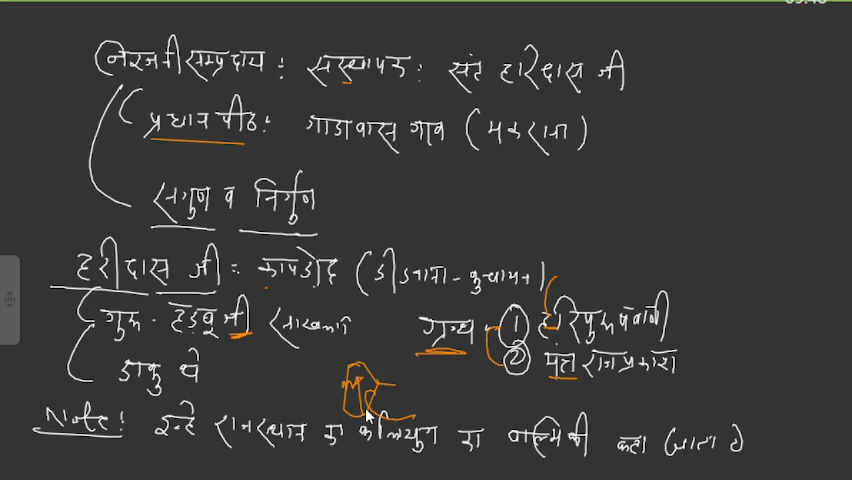 निरंजनी सम्प्रदाय : संस्थापक : संत हरिदास जी
प्रधान पीठ : गाढावास गाव (मकराना)
सगुण व निर्गुण
हरीदास जी = कापडोद (डीडवाना - कुचामन)
गुरु - हडबू जी सांखला ग्रन्थ - ① हरिपुरुष वाणी
डाकु थे ② मंत्र राजप्रकाश
Note : इन्हे राजस्थान का कलियुग का वाल्मिकी कहा जाता है